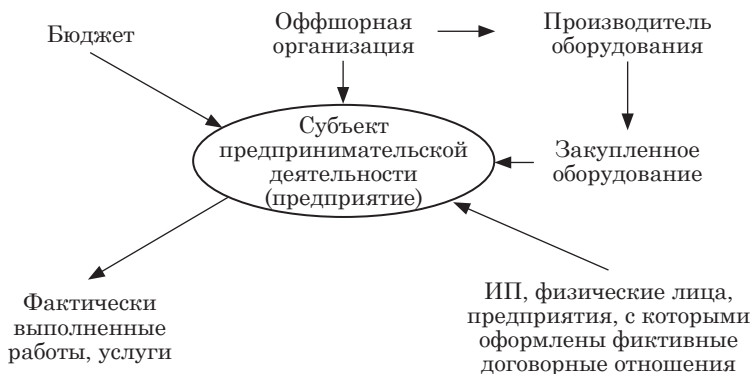 Бюджет
Оффшорная
организация
Производитель
оборудования
Субъект
предпринимательской
деятельности
(предприятие)
Закупленное
оборудование
Фактически
выполненные
работы, услуги
ИП, физические лица,
предприятия, с которыми
оформлены фиктивные
договорные отношения